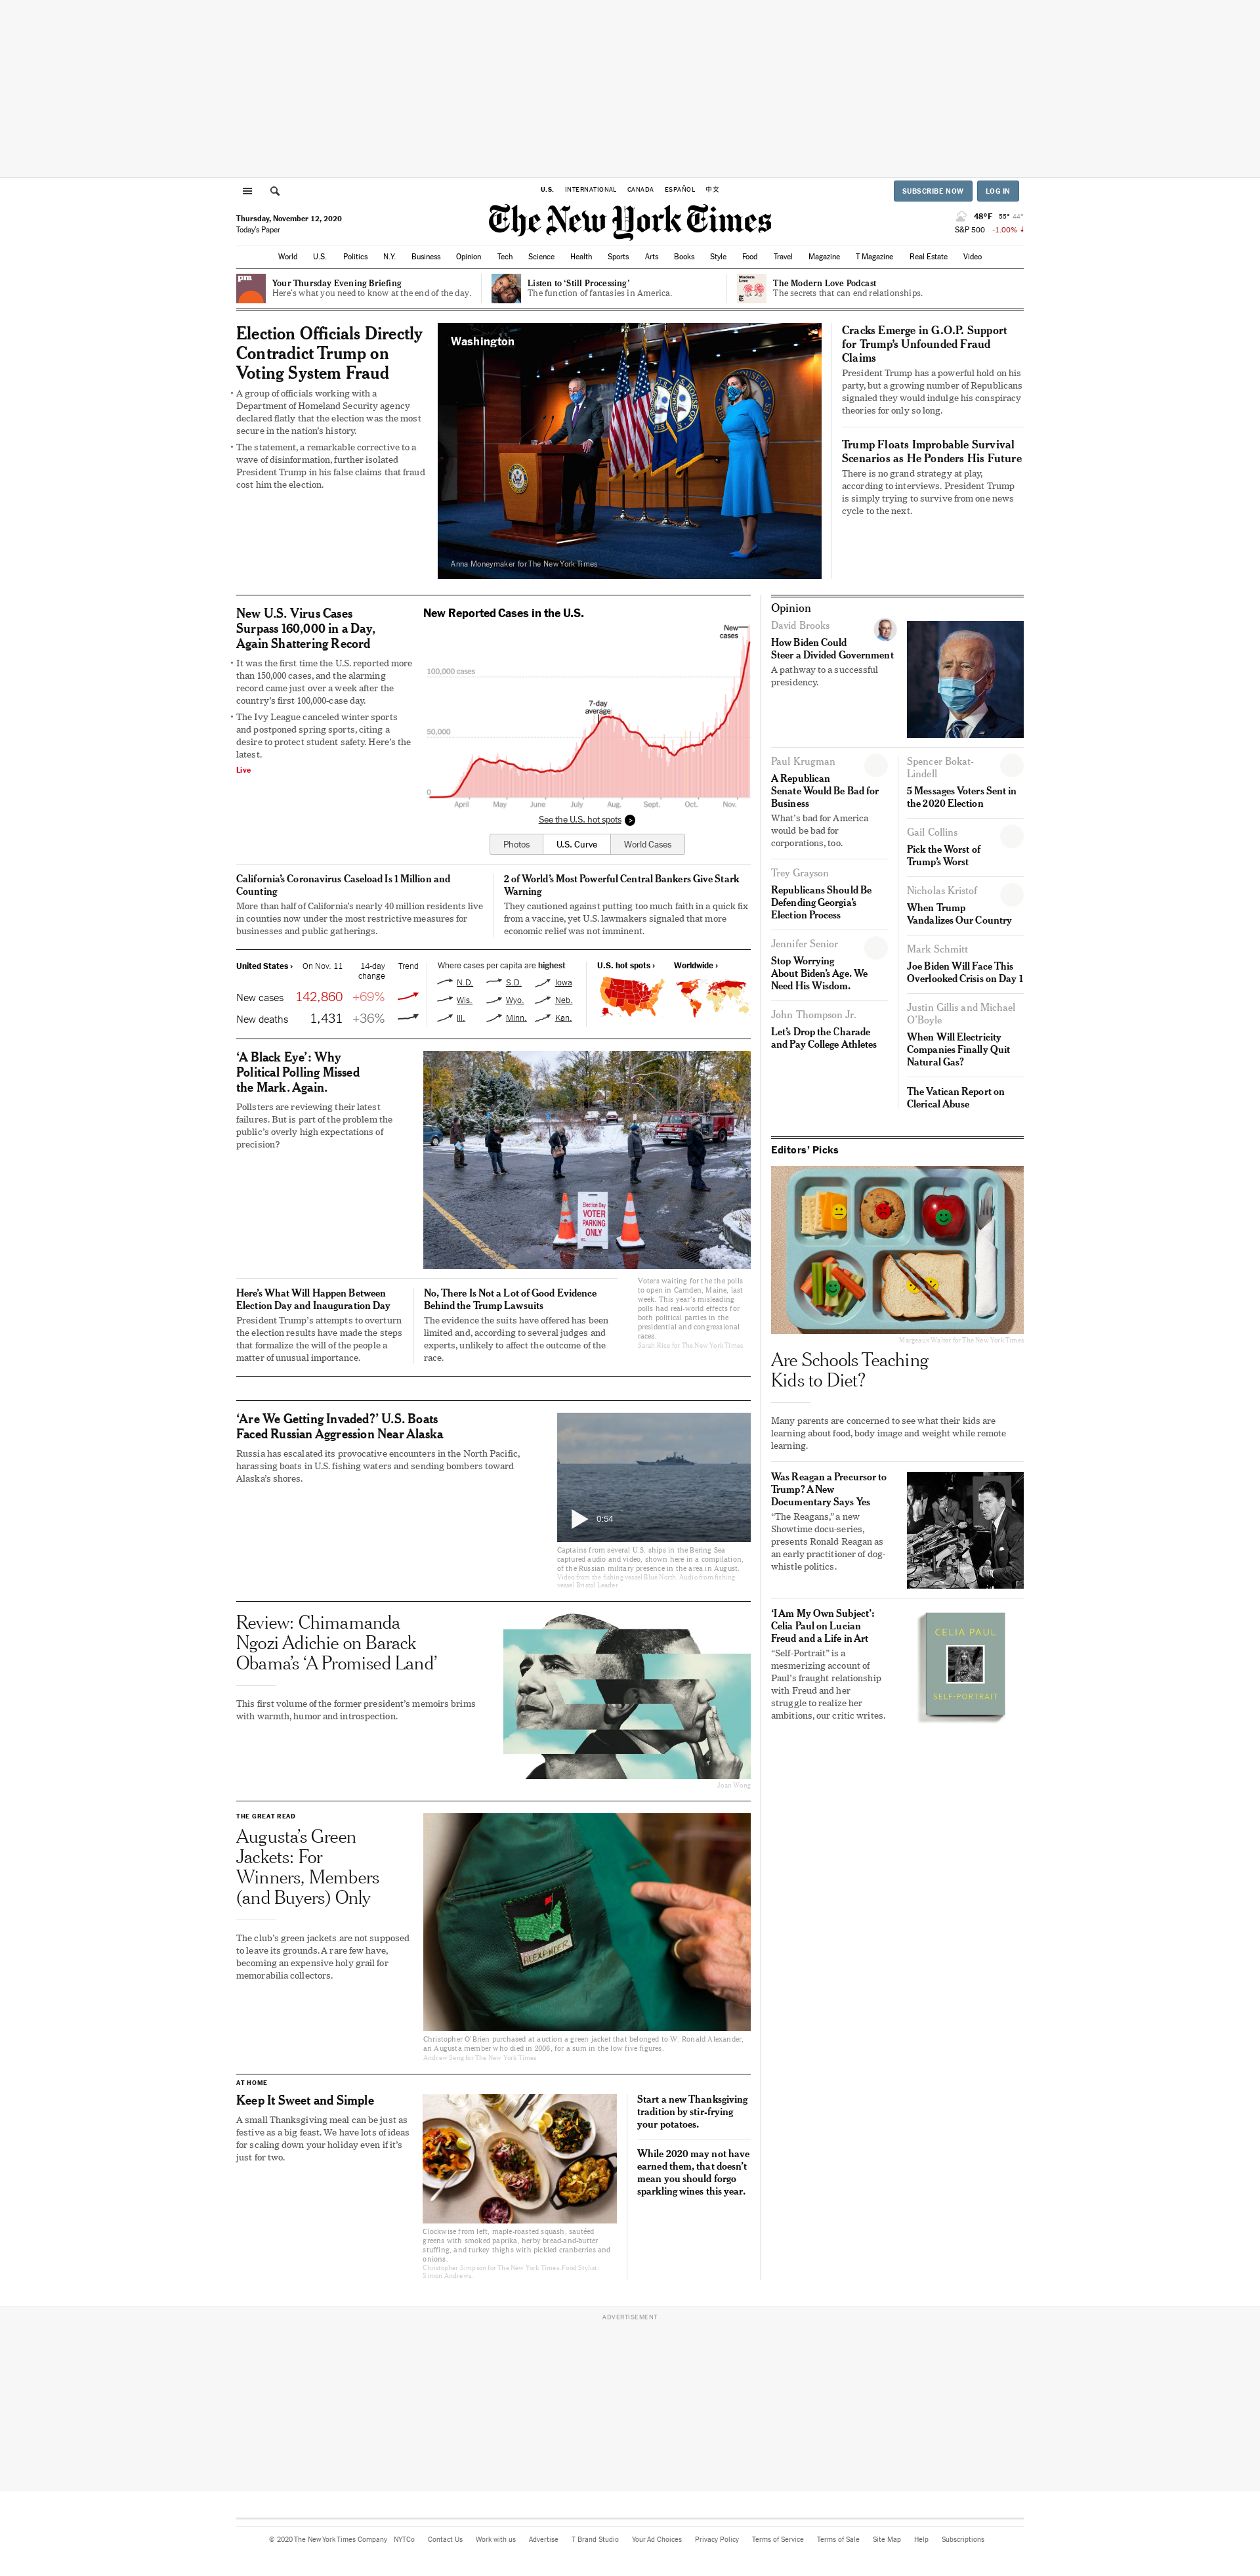 U.S. INTERNATIONAL CANADA ESPAÑOL 中文
SUBSCRIBE NOW LOG IN
Thursday, November 12, 2020
Today's Paper
The New York Times
48°F 55° 44°
S&P 500 -1.00%
World U.S. Politics N.Y. Business Opinion Tech Science Health Sports Arts Books Style Food Travel Magazine T Magazine Real Estate Video
pm
Your Thursday Evening Briefing
Here's what you need to know at the end of the day.
Listen to 'Still Processing'
The function of fantasies in America.
Modern Love
The Modern Love Podcast
The secrets that can end relationships.
Election Officials Directly
Contradict Trump on
Voting System Fraud
A group of officials working with a
Department of Homeland Security agency
declared flatly that the election was the most
secure in the nation's history.
The statement, a remarkable corrective to a
wave of disinformation, further isolated
President Trump in his false claims that fraud
cost him the election.
Washington
Anna Moneymaker for The New York Times
Cracks Emerge in G.O.P. Support
for Trump's Unfounded Fraud
Claims
President Trump has a powerful hold on his
party, but a growing number of Republicans
signaled they would indulge his conspiracy
theories for only so long.
Trump Floats Improbable Survival
Scenarios as He Ponders His Future
There is no grand strategy at play,
according to interviews. President Trump
is simply trying to survive from one news
cycle to the next.
New U.S. Virus Cases
Surpass 160,000 in a Day,
Again Shattering Record
It was the first time the U.S. reported more
than 150,000 cases, and the alarming
record came just over a week after the
country's first 100,000-case day.
The Ivy League canceled winter sports
and postponed spring sports, citing a
desire to protect student safety. Here's the
latest.
Live
New Reported Cases in the U.S.
New
cases
100,000 cases
7-day
average
50,000
0
April May June July Aug. Sept. Oct. Nov.
See the U.S. hot spots >
Photos U.S. Curve World Cases
California's Coronavirus Caseload Is 1 Million and
Counting
More than half of California's nearly 40 million residents live
in counties now under the most restrictive measures for
businesses and public gatherings.
2 of World's Most Powerful Central Bankers Give Stark
Warning
They cautioned against putting too much faith in a quick fix
from a vaccine, yet U.S. lawmakers signaled that more
economic relief was not imminent.
United States › On Nov. 11 14-day
change Trend
New cases 142,860 +69%
New deaths 1,431 +36%
Where cases per capita are highest
N.D. S.D. Iowa
Wis. Wyo. Neb.
Ill. Minn. Kan.
U.S. hot spots › Worldwide ›
'A Black Eye': Why
Political Polling Missed
the Mark. Again.
Pollsters are reviewing their latest
failures. But is part of the problem the
public's overly high expectations of
precision?
Election Day
VOTER
PARKING
ONLY
Voters waiting for the the polls
to open in Camden, Maine, last
week. This year's misleading
polls had real-world effects for
both political parties in the
presidential and congressional
races.
Sarah Rice for The New York Times
Here's What Will Happen Between
Election Day and Inauguration Day
President Trump's attempts to overturn
the election results have made the steps
that formalize the will of the people a
matter of unusual importance.
No, There Is Not a Lot of Good Evidence
Behind the Trump Lawsuits
The evidence the suits have offered has been
limited and, according to several judges and
experts, unlikely to affect the outcome of the
race.
'Are We Getting Invaded?' U.S. Boats
Faced Russian Aggression Near Alaska
Russia has escalated its provocative encounters in the North Pacific,
harassing boats in U.S. fishing waters and sending bombers toward
Alaska's shores.
0:54
Captains from several U.S. ships in the Bering Sea
captured audio and video, shown here in a compilation,
of the Russian military presence in the area in August.
Video from the fishing vessel Blue North. Audio from fishing
vessel Bristol Leader
Review: Chimamanda
Ngozi Adichie on Barack
Obama's 'A Promised Land'
This first volume of the former president's memoirs brims
with warmth, humor and introspection.
Joan Wong
THE GREAT READ
Augusta's Green
Jackets: For
Winners, Members
(and Buyers) Only
The club's green jackets are not supposed
to leave its grounds. A rare few have,
becoming an expensive holy grail for
memorabilia collectors.
ALEXANDER
Christopher O'Brien purchased at auction a green jacket that belonged to W. Ronald Alexander,
an Augusta member who died in 2006, for a sum in the low five figures.
Andrew Seng for The New York Times
AT HOME
Keep It Sweet and Simple
A small Thanksgiving meal can be just as
festive as a big feast. We have lots of ideas
for scaling down your holiday even if it's
just for two.
Clockwise from left, maple-roasted squash, sautéed
greens with smoked paprika, herby bread-and-butter
stuffing, and turkey thighs with pickled cranberries and
onions.
Christopher Simpson for The New York Times. Food Stylist:
Simon Andrews
Start a new Thanksgiving
tradition by stir-frying
your potatoes.
While 2020 may not have
earned them, that doesn't
mean you should forgo
sparkling wines this year.
Opinion
David Brooks
How Biden Could
Steer a Divided Government
A pathway to a successful
presidency.
Paul Krugman
A Republican
Senate Would Be Bad for
Business
What's bad for America
would be bad for
corporations, too.
Trey Grayson
Republicans Should Be
Defending Georgia's
Election Process
Jennifer Senior
Stop Worrying
About Biden's Age. We
Need His Wisdom.
John Thompson Jr.
Let's Drop the Charade
and Pay College Athletes
Spencer Bokat-
Lindell
5 Messages Voters Sent in
the 2020 Election
Gail Collins
Pick the Worst of
Trump's Worst
Nicholas Kristof
When Trump
Vandalizes Our Country
Mark Schmitt
Joe Biden Will Face This
Overlooked Crisis on Day 1
Justin Gillis and Michael
O'Boyle
When Will Electricity
Companies Finally Quit
Natural Gas?
The Vatican Report on
Clerical Abuse
Editors' Picks
Margeaux Walter for The New York Times
Are Schools Teaching
Kids to Diet?
Many parents are concerned to see what their kids are
learning about food, body image and weight while remote
learning.
Was Reagan a Precursor to
Trump? A New
Documentary Says Yes
"The Reagans," a new
Showtime docu-series,
presents Ronald Reagan as
an early practitioner of dog-
whistle politics.
'I Am My Own Subject':
Celia Paul on Lucian
Freud and a Life in Art
"Self-Portrait" is a
mesmerizing account of
Paul's fraught relationship
with Freud and her
struggle to realize her
ambitions, our critic writes.
CELIA PAUL
SELF-PORTRAIT
ADVERTISEMENT
© 2020 The New York Times Company NYTCo Contact Us Work with us Advertise T Brand Studio Your Ad Choices Privacy Policy Terms of Service Terms of Sale Site Map Help Subscriptions